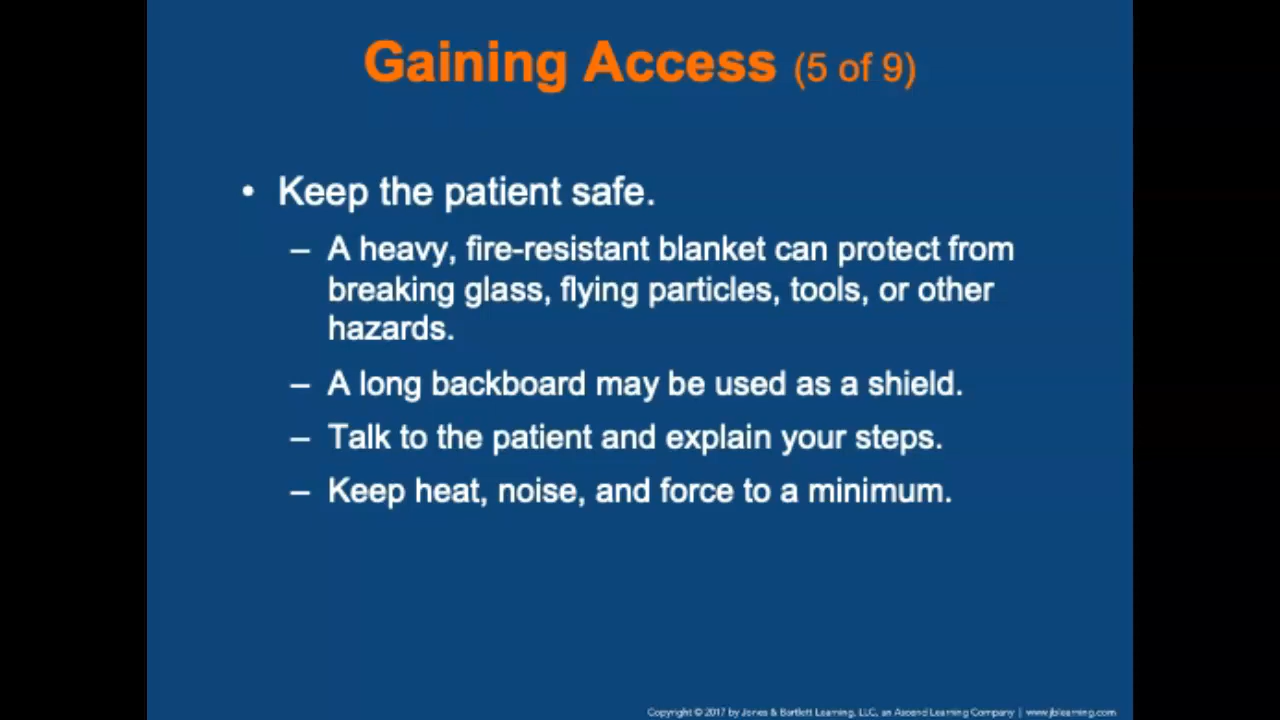 Gaining Access (5 of 9)
• Keep the patient safe.
– A heavy, fire-resistant blanket can protect from
breaking glass, flying particles, tools, or other
hazards.
– A long backboard may be used as a shield.
– Talk to the patient and explain your steps.
– Keep heat, noise, and force to a minimum.
Copyright © 2017 by Jones & Bartlett Learning, LLC, an Ascend Learning Company | www.jblearning.com